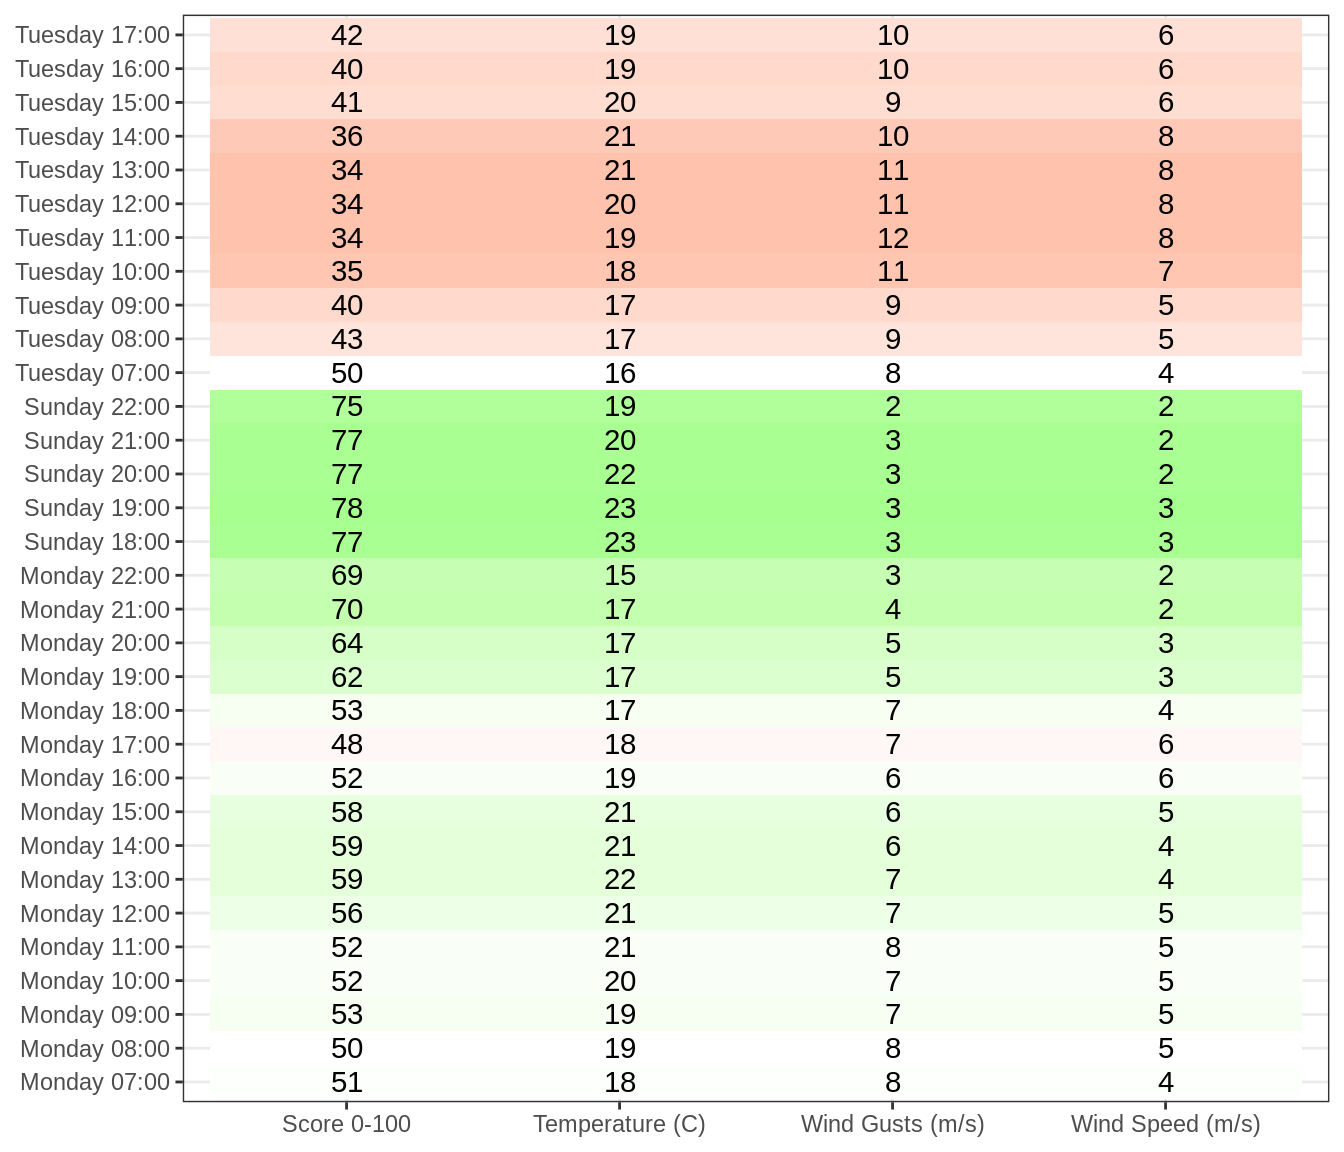 Tuesday 17:00 42 19 10 6
Tuesday 16:00 40 19 10 6
Tuesday 15:00 41 20 9 6
Tuesday 14:00 36 21 10 8
Tuesday 13:00 34 21 11 8
Tuesday 12:00 34 20 11 8
Tuesday 11:00 34 19 12 8
Tuesday 10:00 35 18 11 7
Tuesday 09:00 40 17 9 5
Tuesday 08:00 43 17 9 5
Tuesday 07:00 50 16 8 4
Sunday 22:00 75 19 2 2
Sunday 21:00 77 20 3 2
Sunday 20:00 77 22 3 2
Sunday 19:00 78 23 3 3
Sunday 18:00 77 23 3 3
Monday 22:00 69 15 3 2
Monday 21:00 70 17 4 2
Monday 20:00 64 17 5 3
Monday 19:00 62 17 5 3
Monday 18:00 53 17 7 4
Monday 17:00 48 18 7 6
Monday 16:00 52 19 6 6
Monday 15:00 58 21 6 5
Monday 14:00 59 21 6 4
Monday 13:00 59 22 7 4
Monday 12:00 56 21 7 5
Monday 11:00 52 21 8 5
Monday 10:00 52 20 7 5
Monday 09:00 53 19 7 5
Monday 08:00 50 19 8 5
Monday 07:00 51 18 8 4
Score 0-100 Temperature (C) Wind Gusts (m/s) Wind Speed (m/s)